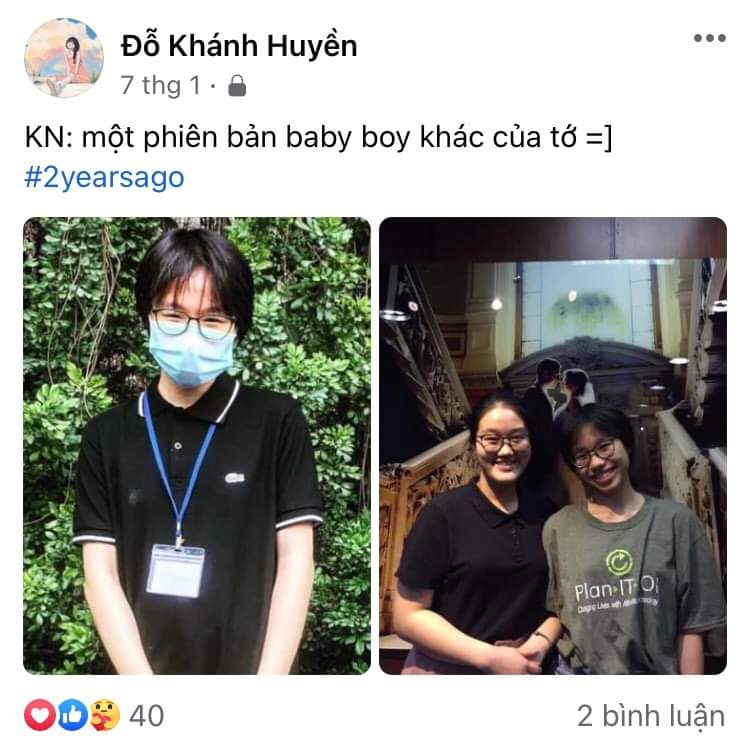 Đỗ Khánh Huyền
7 thg 1 ·
KN: một phiên bản baby boy khác của tớ =]
#2yearsago
Plan IT
40
2 bình luận